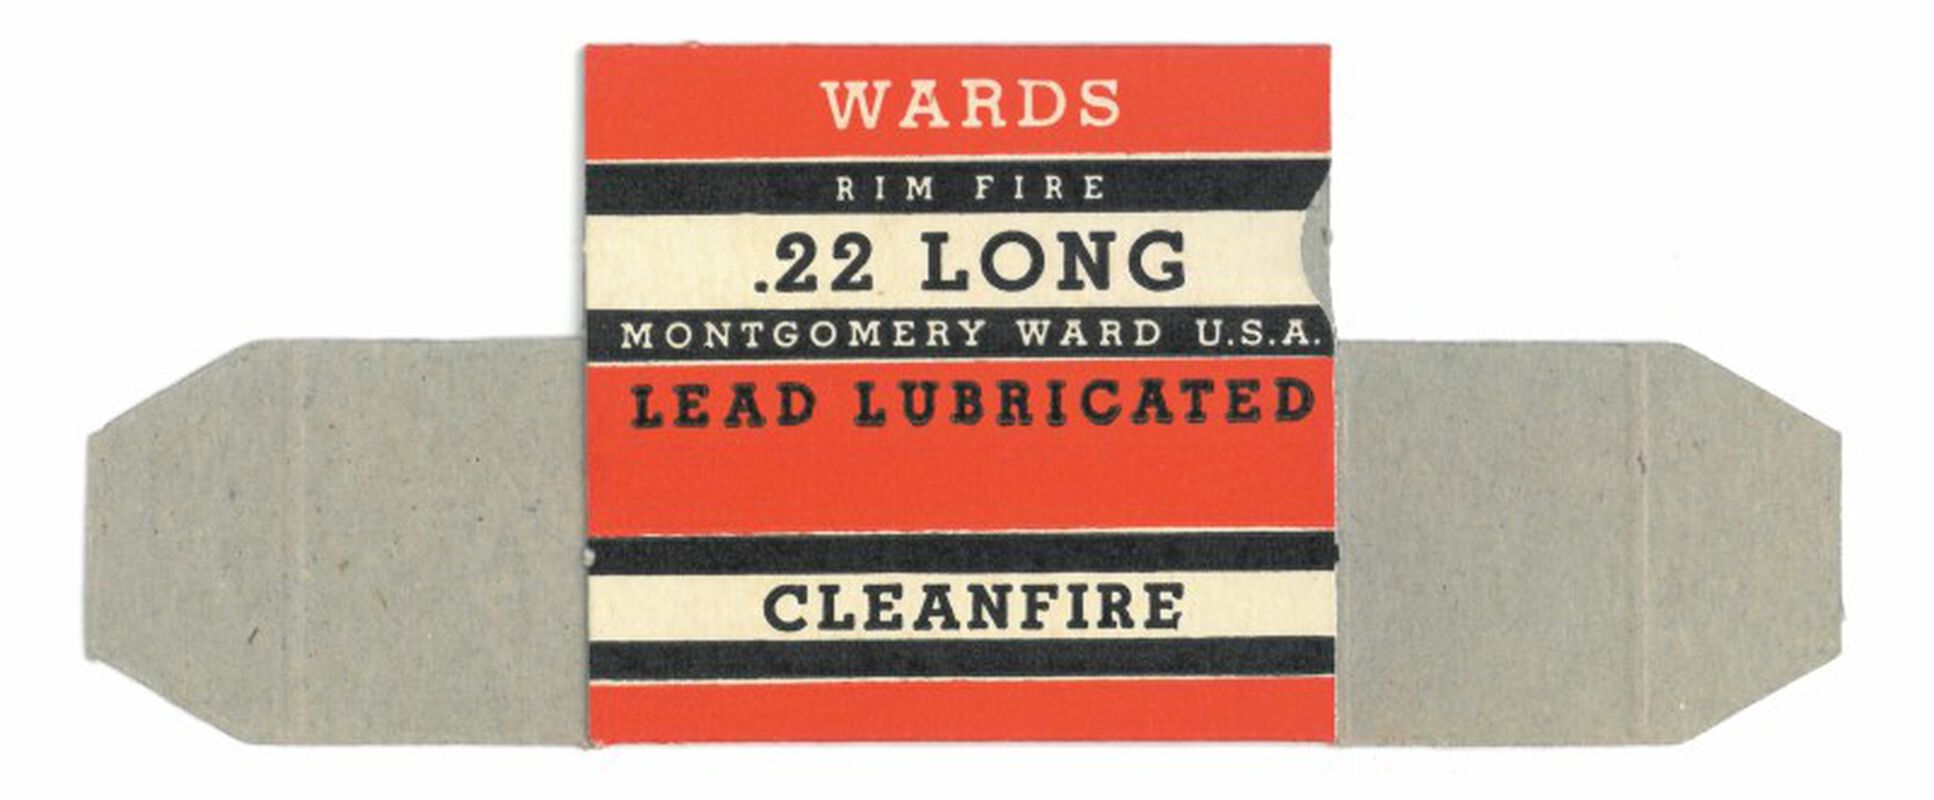 WARDS
RIM FIRE
.22 LONG
MONTGOMERY WARD U.S.A.
LEAD LUBRICATED
CLEANFIRE